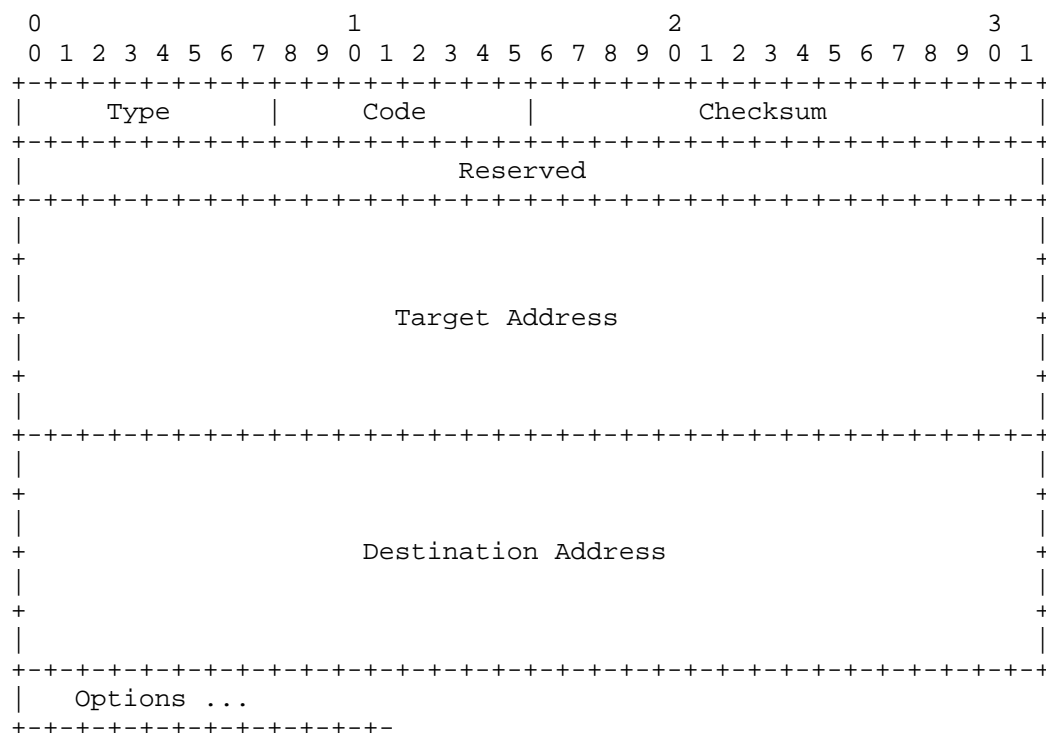 0                   1                   2                   3
 0 1 2 3 4 5 6 7 8 9 0 1 2 3 4 5 6 7 8 9 0 1 2 3 4 5 6 7 8 9 0 1
+-+-+-+-+-+-+-+-+-+-+-+-+-+-+-+-+-+-+-+-+-+-+-+-+-+-+-+-+-+-+-+-+
|     Type      |     Code      |          Checksum             |
+-+-+-+-+-+-+-+-+-+-+-+-+-+-+-+-+-+-+-+-+-+-+-+-+-+-+-+-+-+-+-+-+
|                           Reserved                            |
+-+-+-+-+-+-+-+-+-+-+-+-+-+-+-+-+-+-+-+-+-+-+-+-+-+-+-+-+-+-+-+-+
|                                                               |
+                                                               +
|                                                               |
+                       Target Address                          +
|                                                               |
+                                                               +
|                                                               |
+-+-+-+-+-+-+-+-+-+-+-+-+-+-+-+-+-+-+-+-+-+-+-+-+-+-+-+-+-+-+-+-+
|                                                               |
+                                                               +
|                                                               |
+                     Destination Address                       +
|                                                               |
+                                                               +
|                                                               |
+-+-+-+-+-+-+-+-+-+-+-+-+-+-+-+-+-+-+-+-+-+-+-+-+-+-+-+-+-+-+-+-+
|   Options ...
+-+-+-+-+-+-+-+-+-+-+-+-